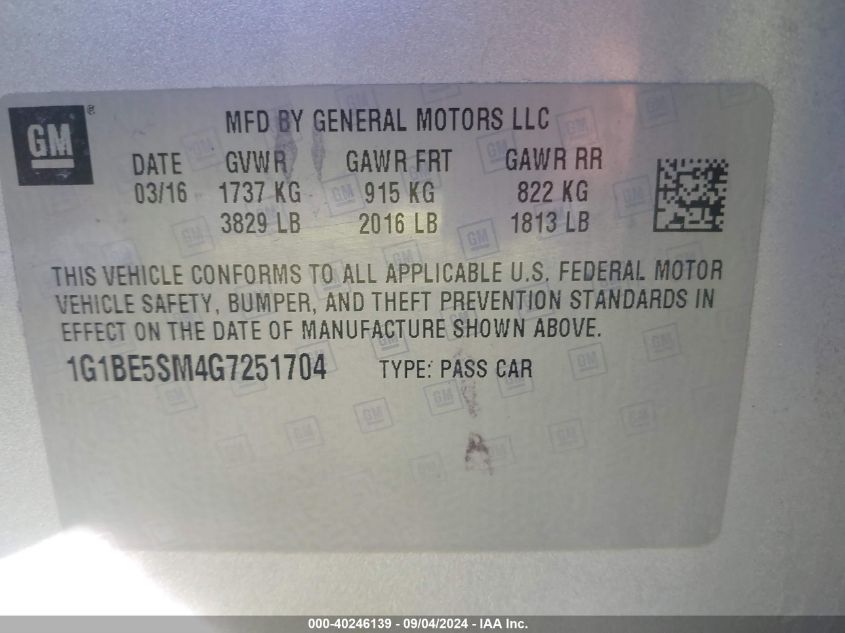 GM®
MFD BY GENERAL MOTORS LLC
DATE GVWR GAWR FRT GAWR RR
03/16 1737 KG 915 KG 822 KG
3829 LB 2016 LB 1813 LB
THIS VEHICLE CONFORMS TO ALL APPLICABLE U.S. FEDERAL MOTOR
VEHICLE SAFETY, BUMPER, AND THEFT PREVENTION STANDARDS IN
EFFECT ON THE DATE OF MANUFACTURE SHOWN ABOVE.
1G1BE5SM4G7251704 TYPE: PASS CAR
000-40246139 - 09/04/2024 - IAA Inc.